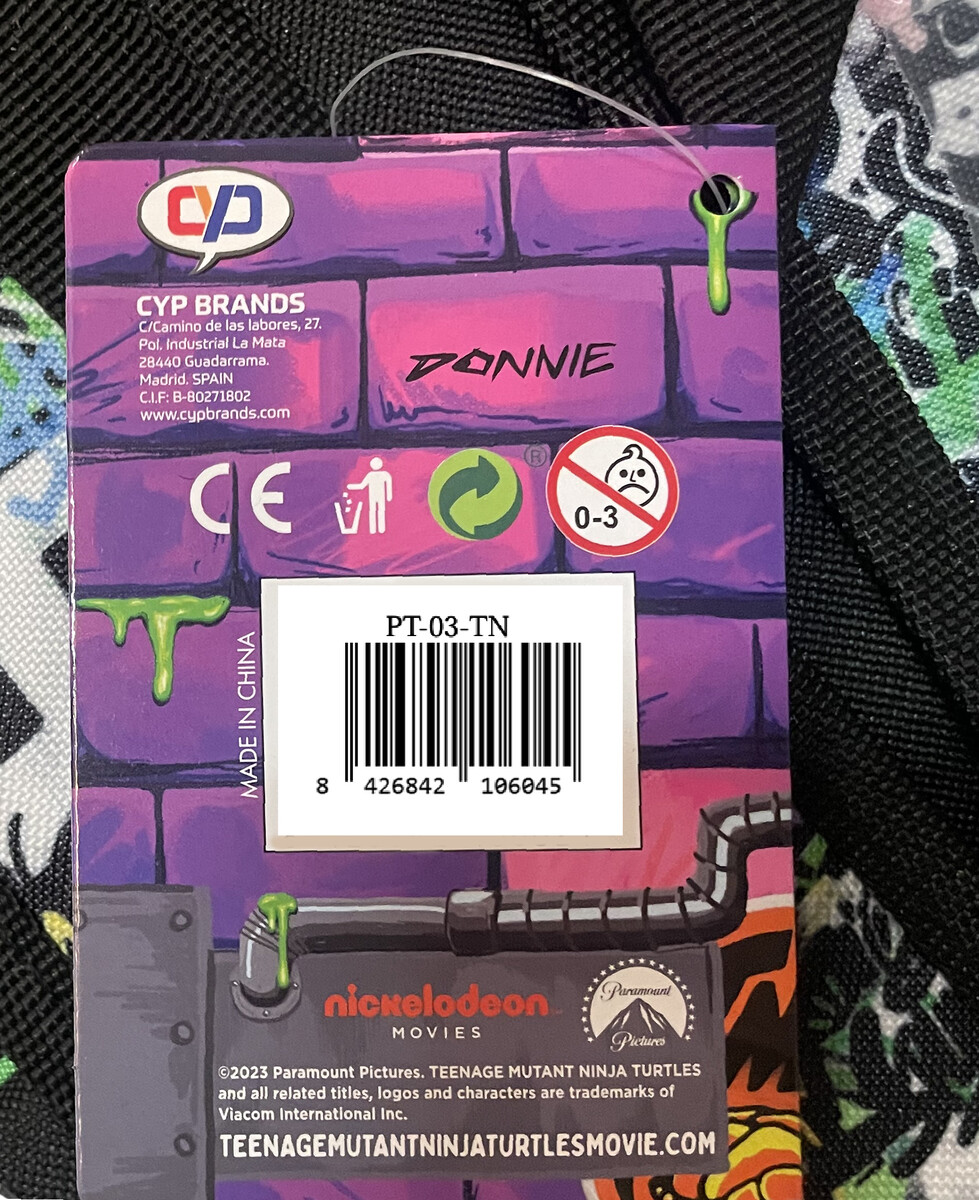 CYP
CYP BRANDS
C/Camino de las labores, 27.
Pol. Industrial La Mata
28440 Guadarrama.
Madrid. SPAIN
C.I.F: B-80271802
www.cypbrands.com
DONNIE
CE
®
0-3
MADE IN CHINA
PT-03-TN
8 426842 106045
nickelodeon
MOVIES
Paramount
Pictures
©2023 Paramount Pictures. TEENAGE MUTANT NINJA TURTLES
and all related titles, logos and characters are trademarks of
Viacom International Inc.
TEENAGEMUTANTNINJATURTLESMOVIE.COM